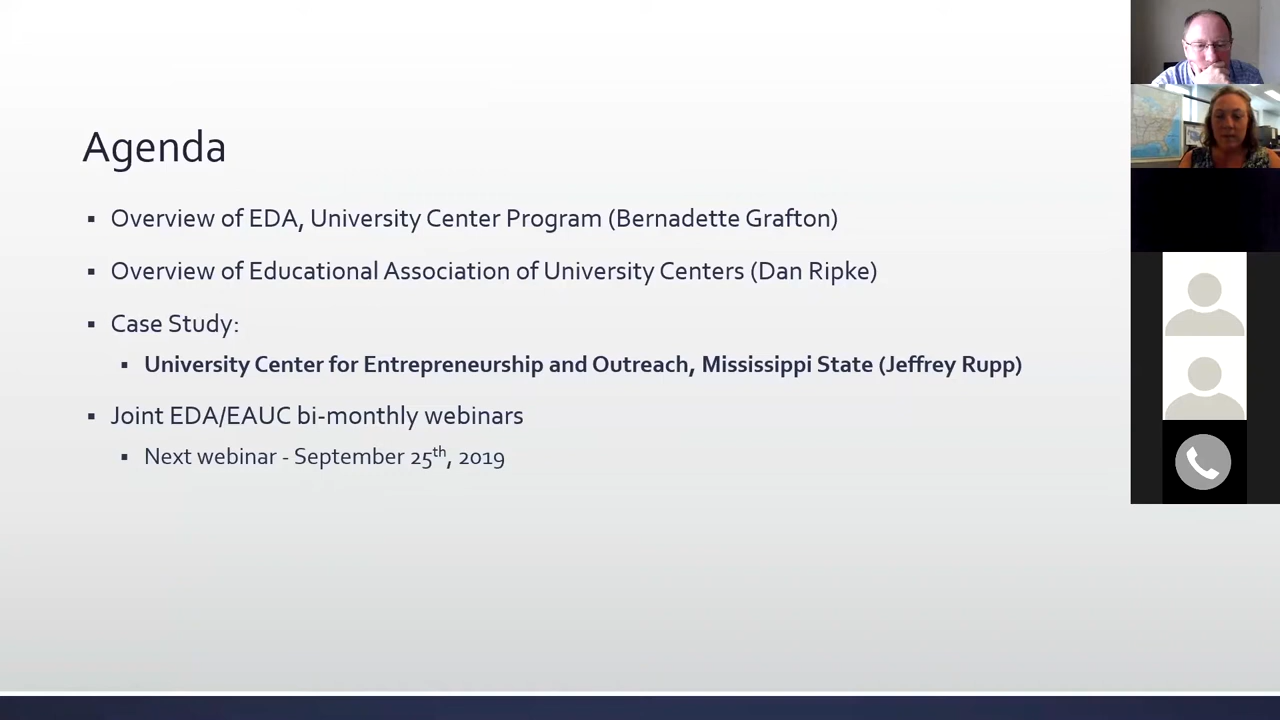 Agenda
▪ Overview of EDA, University Center Program (Bernadette Grafton)
▪ Overview of Educational Association of University Centers (Dan Ripke)
▪ Case Study:
▪ University Center for Entrepreneurship and Outreach, Mississippi State (Jeffrey Rupp)
▪ Joint EDA/EAUC bi-monthly webinars
▪ Next webinar - September 25th, 2019